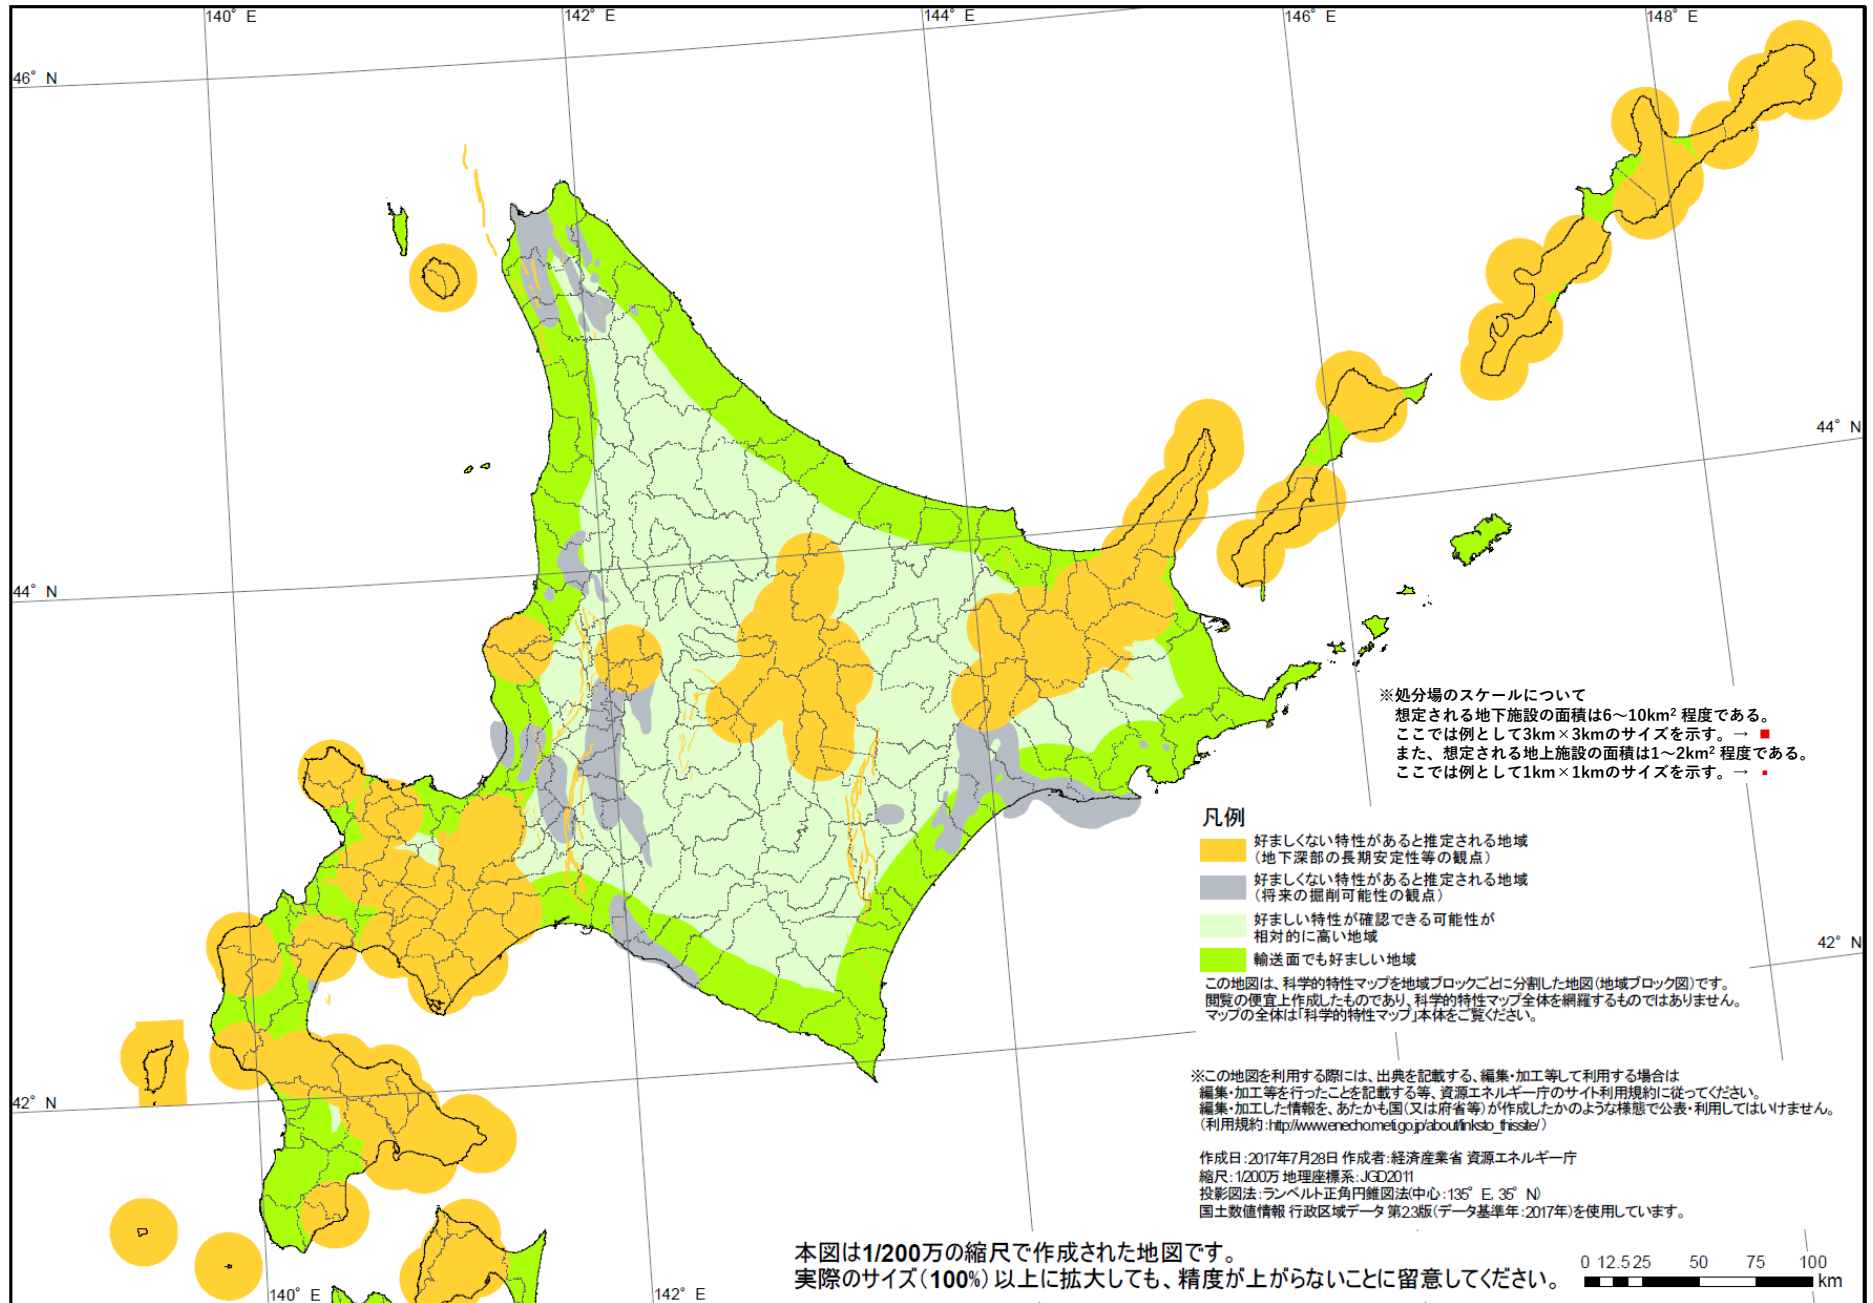 140° E
142° E
144° E
146° E
148° E
46° N
44° N
44° N
※処分場のスケールについて
想定される地下施設の面積は6～10km² 程度である。
ここでは例として3km×3kmのサイズを示す。→
また、想定される地上施設の面積は1～2km² 程度である。
ここでは例として1km×1kmのサイズを示す。→
凡例
好ましくない特性があると推定される地域
（地下深部の長期安定性等の観点）
好ましくない特性があると推定される地域
（将来の掘削可能性の観点）
好ましい特性が確認できる可能性が
相対的に高い地域
輸送面でも好ましい地域
42° N
この地図は、科学的特性マップを地域ブロックごとに分割した地図（地域ブロック図）です。
閲覧の便宜上作成したものであり、科学的特性マップ全体を網羅するものではありません。
マップの全体は「科学的特性マップ」本体をご覧ください。
※この地図を利用する際には、出典を記載する、編集・加工等して利用する場合は
編集・加工等を行ったことを記載する等、資源エネルギー庁のサイト利用規約に従ってください。
編集・加工した情報を、あたかも国（又は府省等）が作成したかのような様態で公表・利用してはいけません。
（利用規約：http://www.enecho.meti.go.jp/about/linksto_thissite/）
42° N
作成日：2017年7月28日 作成者：経済産業省 資源エネルギー庁
縮尺：1/200万 地理座標系：JGD2011
投影図法：ランベルト正角円錐図法(中心：135° E, 35° N)
国土数値情報 行政区域データ 第2.3版（データ基準年：2017年）を使用しています。
本図は1/200万の縮尺で作成された地図です。
実際のサイズ（100%）以上に拡大しても、精度が上がらないことに留意してください。
0 12.5 25 50 75 100
km
140° E
142° E